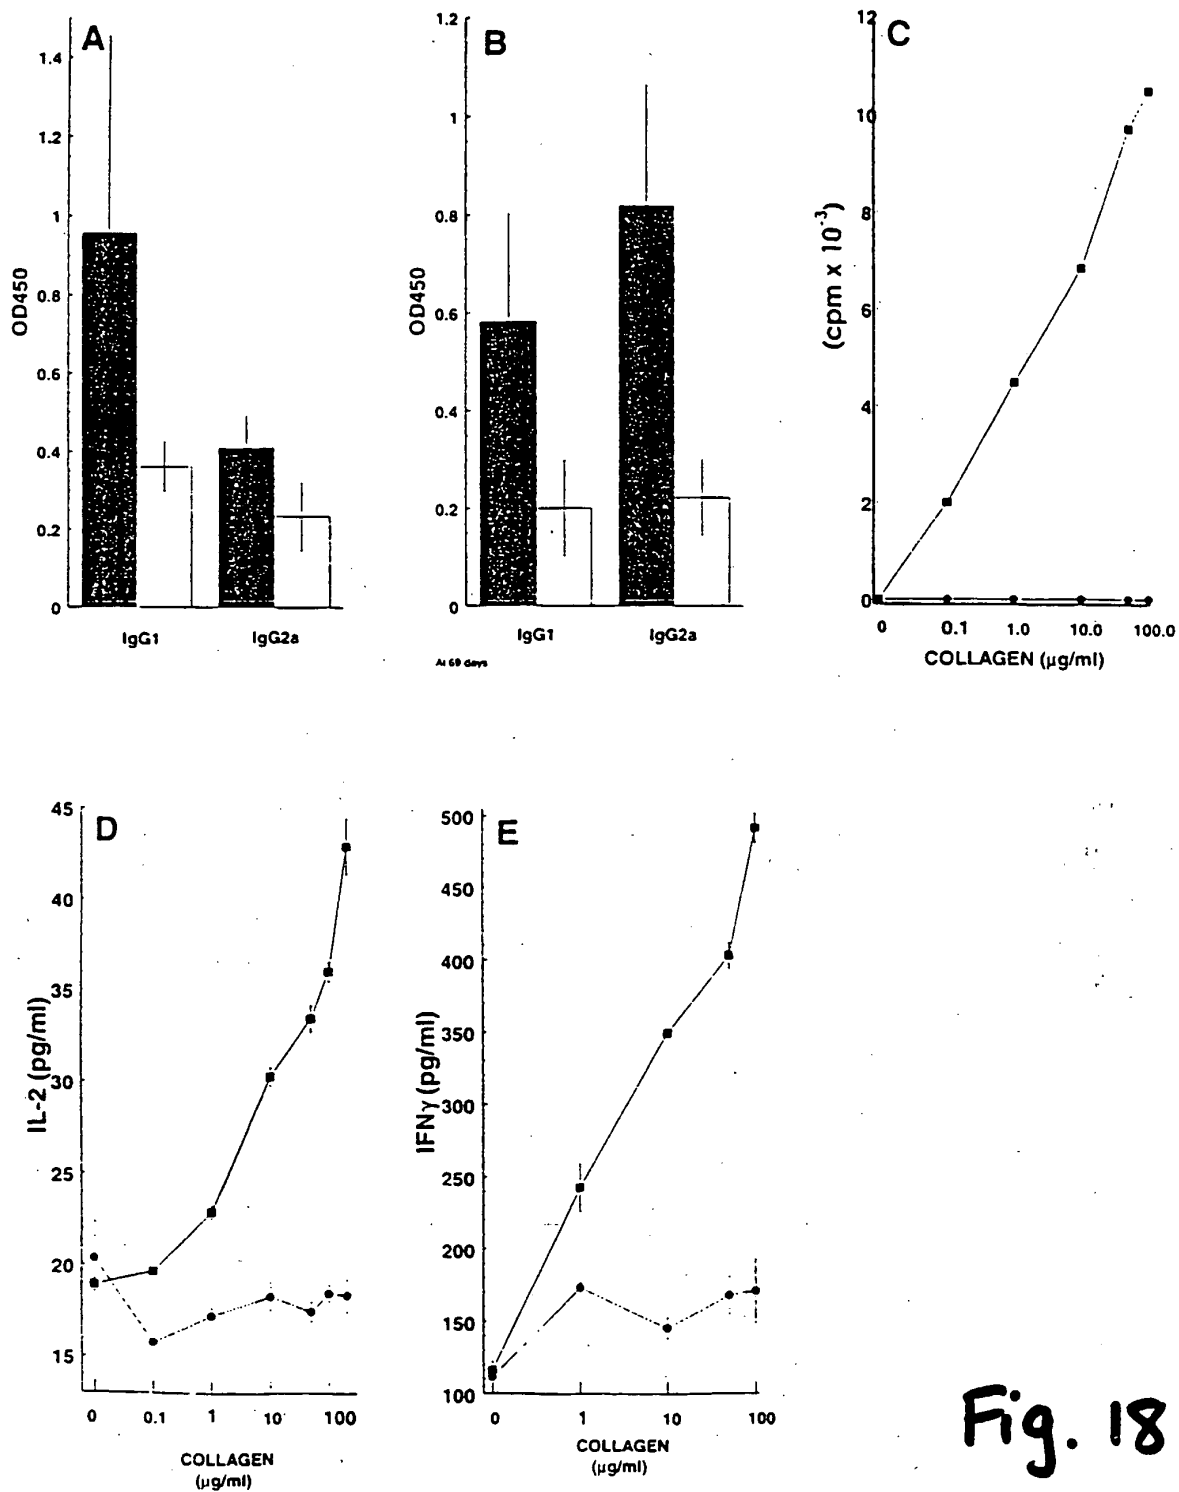 A
1.4
1.2
1
0.8
0.6
0.4
0.2
0
OD450
IgG1 IgG2a
B
1.2
1
0.8
0.6
0.4
0.2
0
OD450
IgG1 IgG2a
At 69 days
C
12
10
8
6
4
2
0
(cpm x 10-3)
0 0.1 1.0 10.0 100.0
COLLAGEN (µg/ml)
D
45
40
35
30
25
20
15
IL-2 (pg/ml)
0 0.1 1 10 100
COLLAGEN
(µg/ml)
E
500
450
400
350
300
250
200
150
100
IFNγ (pg/ml)
0 1 10 100
COLLAGEN
(µg/ml)
Fig. 18